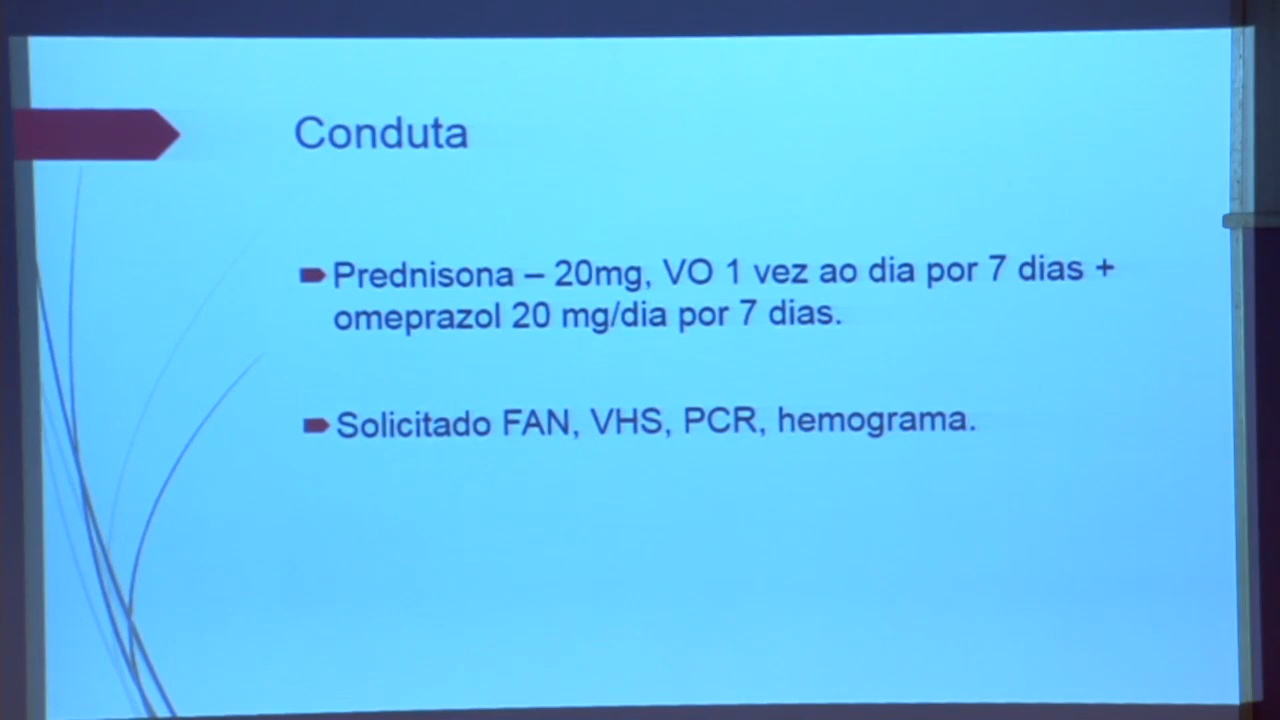 Conduta
Prednisona – 20mg, VO 1 vez ao dia por 7 dias +
omeprazol 20 mg/dia por 7 dias.
Solicitado FAN, VHS, PCR, hemograma.